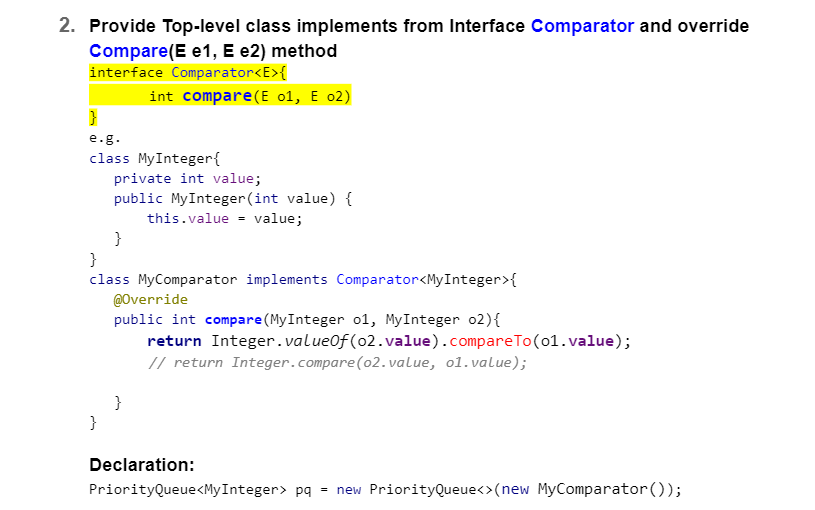 2. Provide Top-level class implements from Interface Comparator and override
Compare(E e1, E e2) method
interface Comparator<E>{
int compare(E o1, E o2)
}
e.g.
class MyInteger{
private int value;
public MyInteger(int value) {
this.value = value;
}
}
class MyComparator implements Comparator<MyInteger>{
@Override
public int compare(MyInteger o1, MyInteger o2){
return Integer.valueOf(o2.value).compareTo(o1.value);
// return Integer.compare(o2.value, o1.value);
}
}
Declaration:
PriorityQueue<MyInteger> pq = new PriorityQueue<>(new MyComparator());